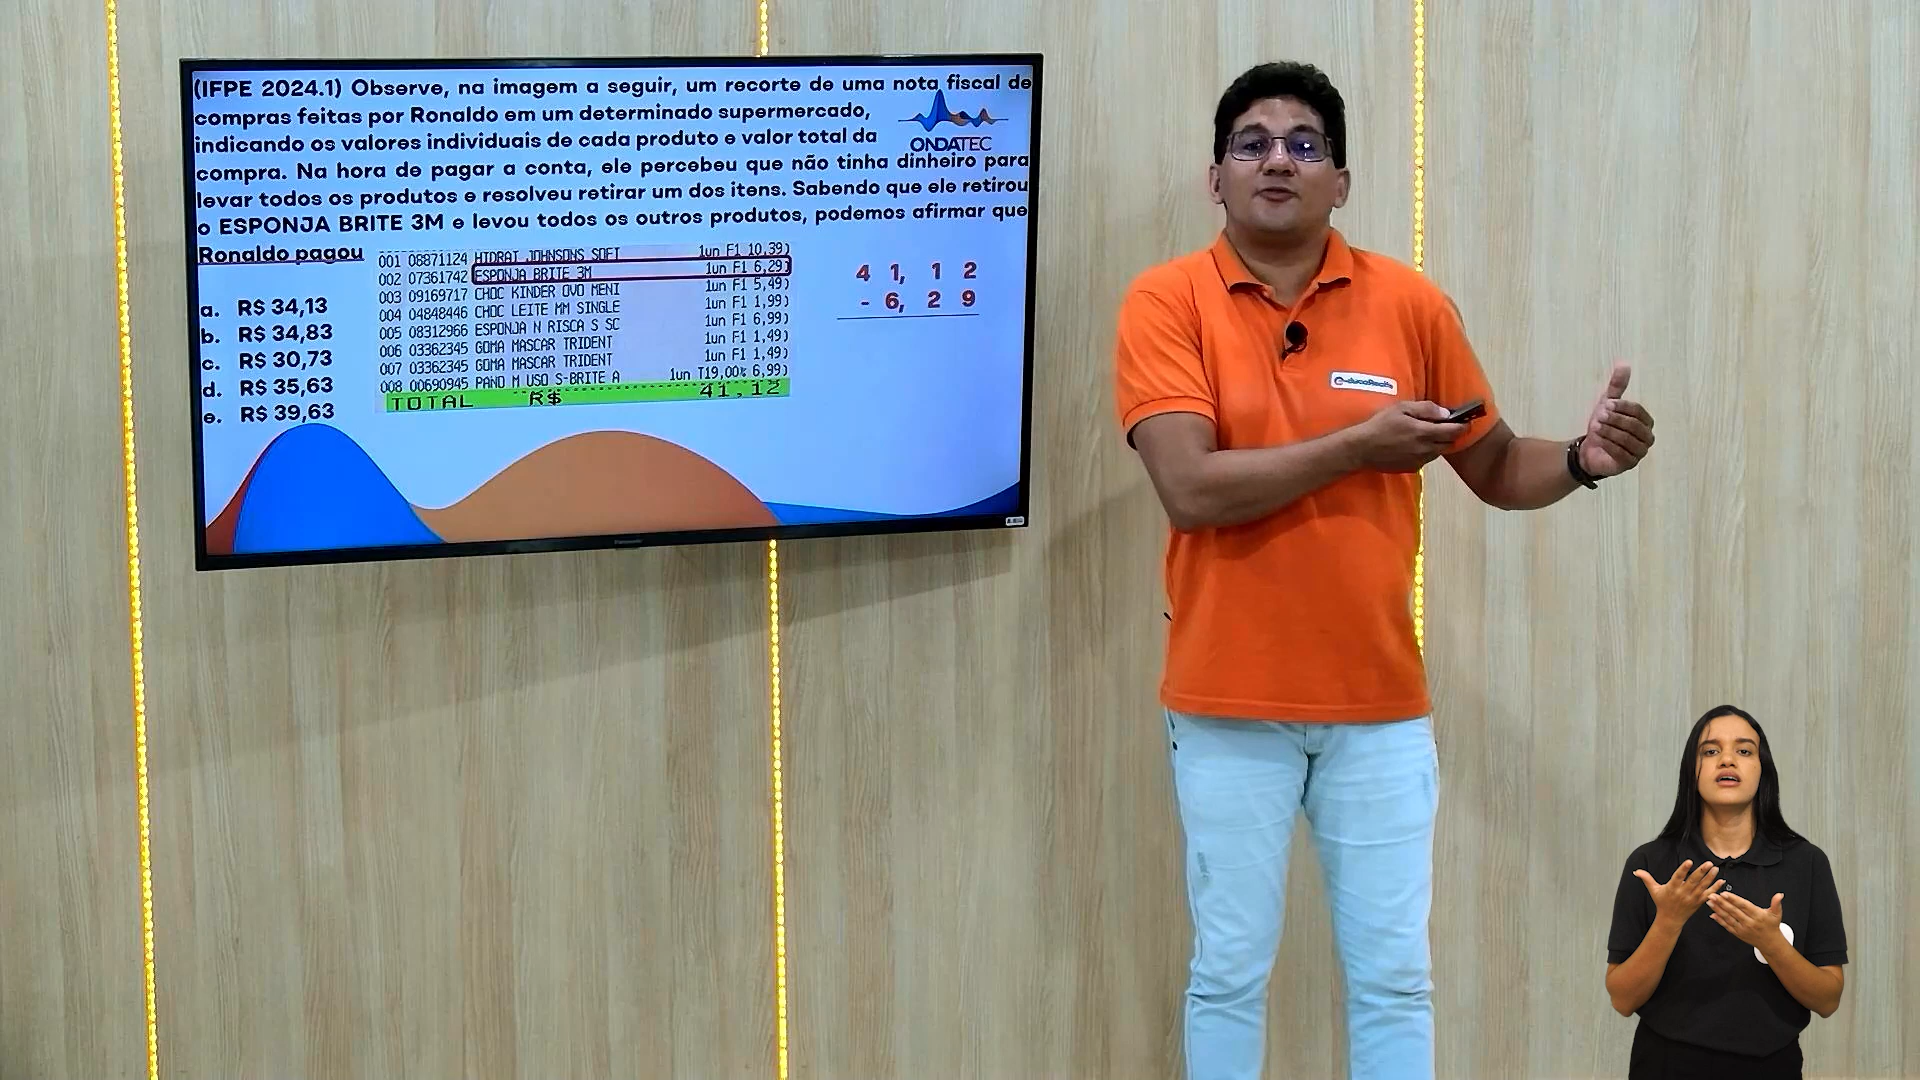 (IFPE 2024.1) Observe, na imagem a seguir, um recorte de uma nota fiscal de
compras feitas por Ronaldo em um determinado supermercado,
indicando os valores individuais de cada produto e valor total da
ONDATEC
compra. Na hora de pagar a conta, ele percebeu que não tinha dinheiro para
levar todos os produtos e resolveu retirar um dos itens. Sabendo que ele retirou
o ESPONJA BRITE 3M e levou todos os outros produtos, podemos afirmar que
Ronaldo pagou
001 08871124 HIDRAT JOHNSONS SOFT 1un F1 10,39)
002 07361742 ESPONJA BRITE 3M 1un F1 6,29)
003 09169717 CHOC KINDER OVO MENI 1un F1 5,49)
004 04848446 CHOC LEITE MM SINGLE 1un F1 1,99)
005 08312966 ESPONJA N RISCA S SC 1un F1 6,99)
006 03362345 GOMA MASCAR TRIDENT 1un F1 1,49)
007 03362345 GOMA MASCAR TRIDENT 1un F1 1,49)
008 00690945 PANO M USO S-BRITE A 1un T19,00% 6,99)
TOTAL R$ 41,12
41,12
- 6,29
a. R$ 34,13
b. R$ 34,83
c. R$ 30,73
d. R$ 35,63
e. R$ 39,63